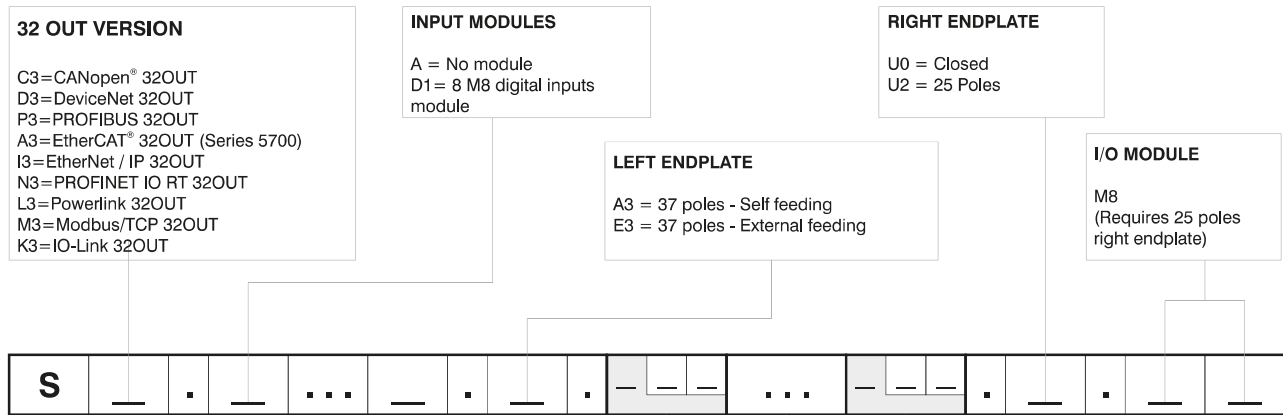 32 OUT VERSION
C3=CANopen® 32OUT
D3=DeviceNet 32OUT
P3=PROFIBUS 32OUT
A3=EtherCAT® 32OUT (Series 5700)
I3=EtherNet / IP 32OUT
N3=PROFINET IO RT 32OUT
L3=Powerlink 32OUT
M3=Modbus/TCP 32OUT
K3=IO-Link 32OUT
INPUT MODULES
A = No module
D1= 8 M8 digital inputs
module
LEFT ENDPLATE
A3 = 37 poles - Self feeding
E3 = 37 poles - External feeding
RIGHT ENDPLATE
U0 = Closed
U2 = 25 Poles
I/O MODULE
M8
(Requires 25 poles
right endplate)
S _ . _ ... _ . _ . _ _ _ ... _ _ _ . _ . _ _